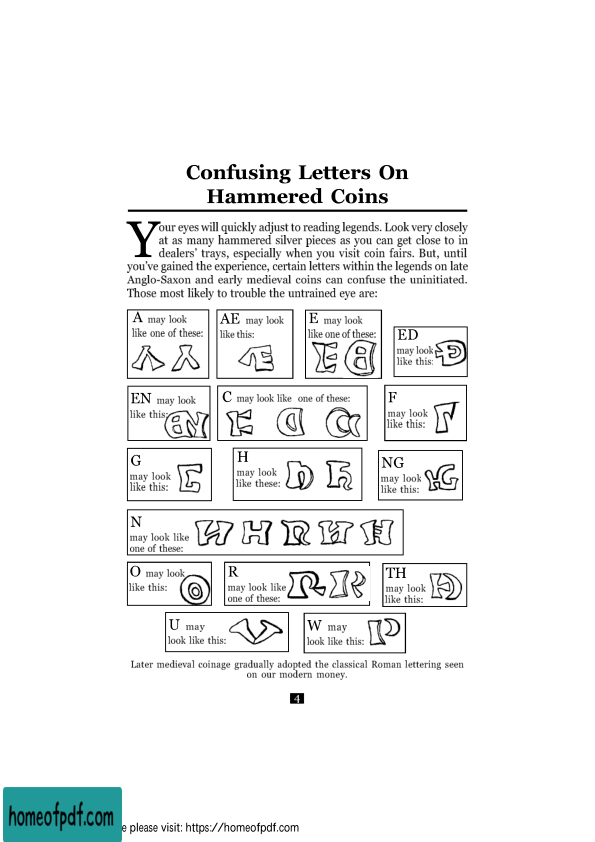 Confusing Letters On
Hammered Coins
Your eyes will quickly adjust to reading legends. Look very closely
at as many hammered silver pieces as you can get close to in
dealers' trays, especially when you visit coin fairs. But, until
you've gained the experience, certain letters within the legends on late
Anglo-Saxon and early medieval coins can confuse the uninitiated.
Those most likely to trouble the untrained eye are:
A may look
like one of these:
AE may look
like this:
E may look
like one of these:
ED
may look
like this:
EN may look
like this:
C may look like one of these:
F
may look
like this:
G
may look
like this:
H
may look
like these:
NG
may look
like this:
N
may look like
one of these:
O may look
like this:
R
may look like
one of these:
TH
may look
like this:
U may
look like this:
W may
look like this:
Later medieval coinage gradually adopted the classical Roman lettering seen
on our modern money.
4
homeofpdf.com
e please visit: https://homeofpdf.com